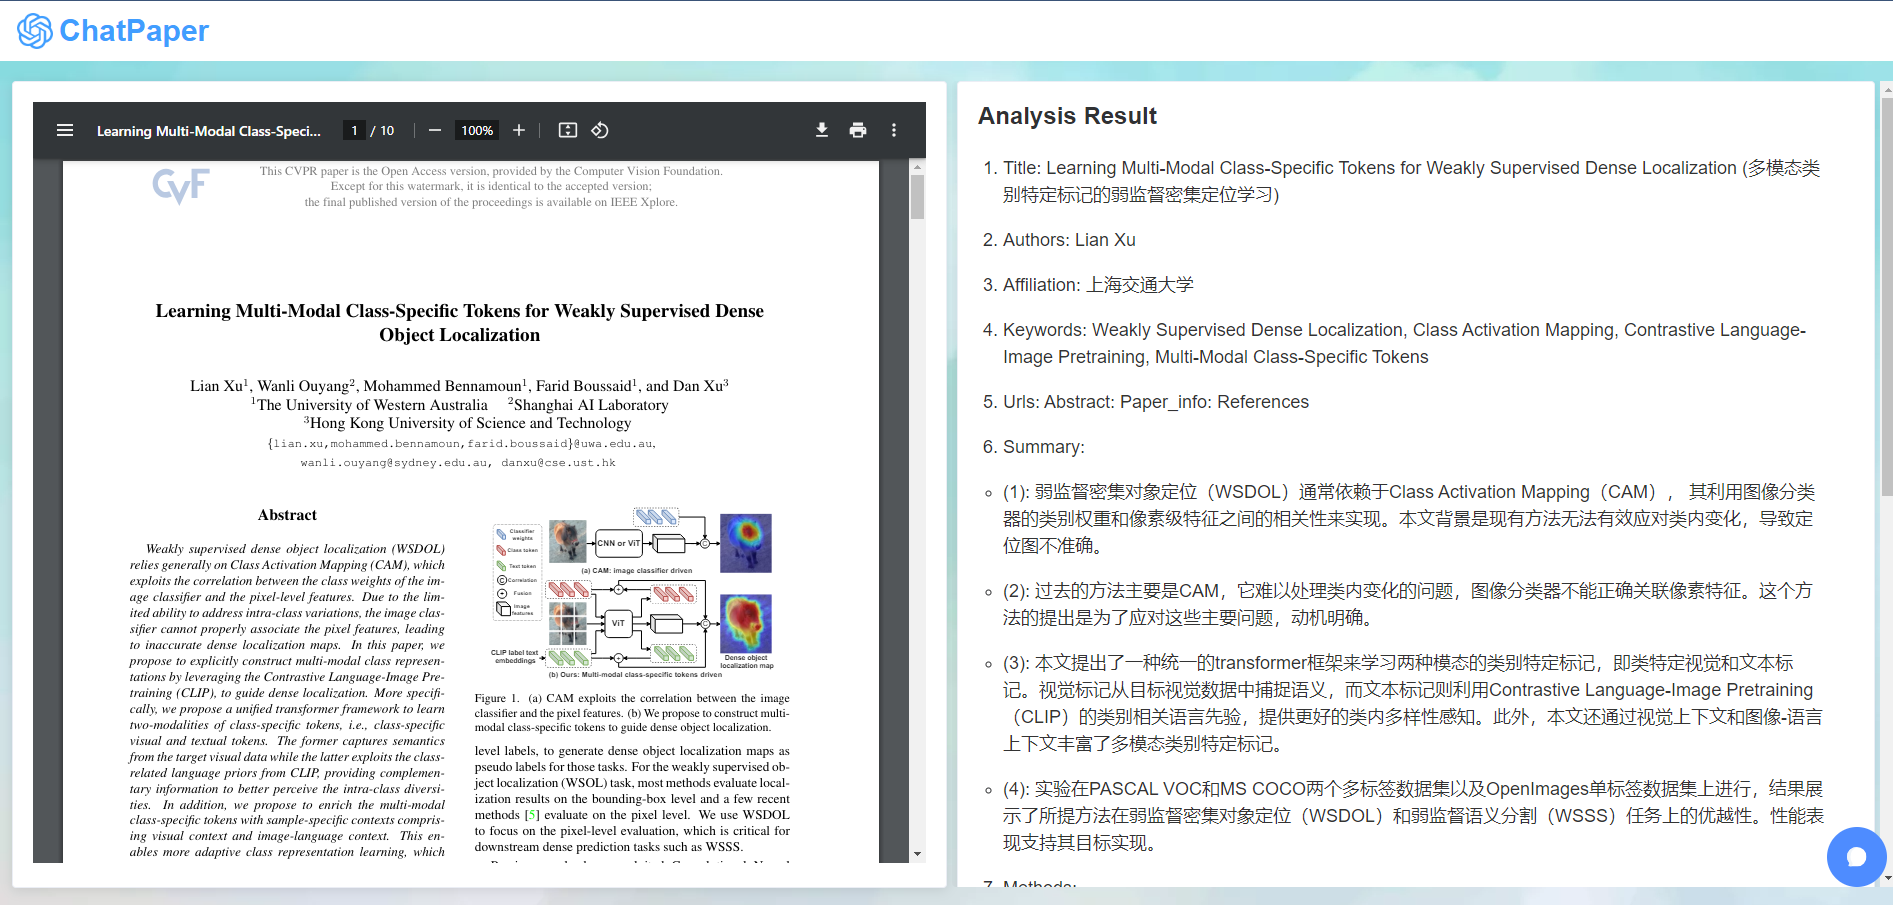 ChatPaper
Learning Multi-Modal Class-Speci...
1 / 10
100%
CVF
This CVPR paper is the Open Access version, provided by the Computer Vision Foundation.
Except for this watermark, it is identical to the accepted version;
the final published version of the proceedings is available on IEEE Xplore.
Learning Multi-Modal Class-Specific Tokens for Weakly Supervised Dense
Object Localization
Lian Xu¹, Wanli Ouyang², Mohammed Bennamoun¹, Farid Boussaid¹, and Dan Xu³
¹The University of Western Australia ²Shanghai AI Laboratory
³Hong Kong University of Science and Technology
{lian.xu,mohammed.bennamoun,farid.boussaid}@uwa.edu.au,
wanli.ouyang@sydney.edu.au, danxu@cse.ust.hk
Abstract
Weakly supervised dense object localization (WSDOL)
relies generally on Class Activation Mapping (CAM), which
exploits the correlation between the class weights of the im-
age classifier and the pixel-level features. Due to the lim-
ited ability to address intra-class variations, the image clas-
sifier cannot properly associate the pixel features, leading
to inaccurate dense localization maps. In this paper, we
propose to explicitly construct multi-modal class represen-
tations by leveraging the Contrastive Language-Image Pre-
training (CLIP), to guide dense localization. More specifi-
cally, we propose a unified transformer framework to learn
two-modalities of class-specific tokens, i.e., class-specific
visual and textual tokens. The former captures semantics
from the target visual data while the latter exploits the class-
related language priors from CLIP, providing complemen-
tary information to better perceive the intra-class diversi-
ties. In addition, we propose to enrich the multi-modal
class-specific tokens with sample-specific contexts compris-
ing visual context and image-language context. This en-
ables more adaptive class representation learning, which
Classifier
weights
Class token
Text token
C Correlation
+ Fusion
Image
features
CNN or ViT
C
(a) CAM: image classifier driven
ViT
C
CLIP label text
embeddings
Dense object
localization map
(b) Ours: Multi-modal class-specific tokens driven
Figure 1. (a) CAM exploits the correlation between the image
classifier and the pixel features. (b) We propose to construct multi-
modal class-specific tokens to guide dense object localization.
level labels, to generate dense object localization maps as
pseudo labels for those tasks. For the weakly supervised ob-
ject localization (WSOL) task, most methods evaluate local-
ization results on the bounding-box level and a few recent
methods [5] evaluate on the pixel level. We use WSDOL
to focus on the pixel-level evaluation, which is critical for
downstream dense prediction tasks such as WSSS.
Analysis Result
1. Title: Learning Multi-Modal Class-Specific Tokens for Weakly Supervised Dense Localization (多模态类
别特定标记的弱监督密集定位学习)
2. Authors: Lian Xu
3. Affiliation: 上海交通大学
4. Keywords: Weakly Supervised Dense Localization, Class Activation Mapping, Contrastive Language-
Image Pretraining, Multi-Modal Class-Specific Tokens
5. Urls: Abstract: Paper_info: References
6. Summary:
(1): 弱监督密集对象定位（WSDOL）通常依赖于Class Activation Mapping（CAM）， 其利用图像分类
器的类别权重和像素级特征之间的相关性来实现。本文背景是现有方法无法有效应对类内变化，导致定
位图不准确。
(2): 过去的方法主要是CAM，它难以处理类内变化的问题，图像分类器不能正确关联像素特征。这个方
法的提出是为了应对这些主要问题，动机明确。
(3): 本文提出了一种统一的transformer框架来学习两种模态的类别特定标记，即类特定视觉和文本标
记。视觉标记从目标视觉数据中捕捉语义，而文本标记则利用Contrastive Language-Image Pretraining
（CLIP）的类别相关语言先验，提供更好的类内多样性感知。此外，本文还通过视觉上下文和图像-语言
上下文丰富了多模态类别特定标记。
(4): 实验在PASCAL VOC和MS COCO两个多标签数据集以及OpenImages单标签数据集上进行，结果展
示了所提方法在弱监督密集对象定位（WSDOL）和弱监督语义分割（WSSS）任务上的优越性。性能表
现支持其目标实现。
7. Methods: